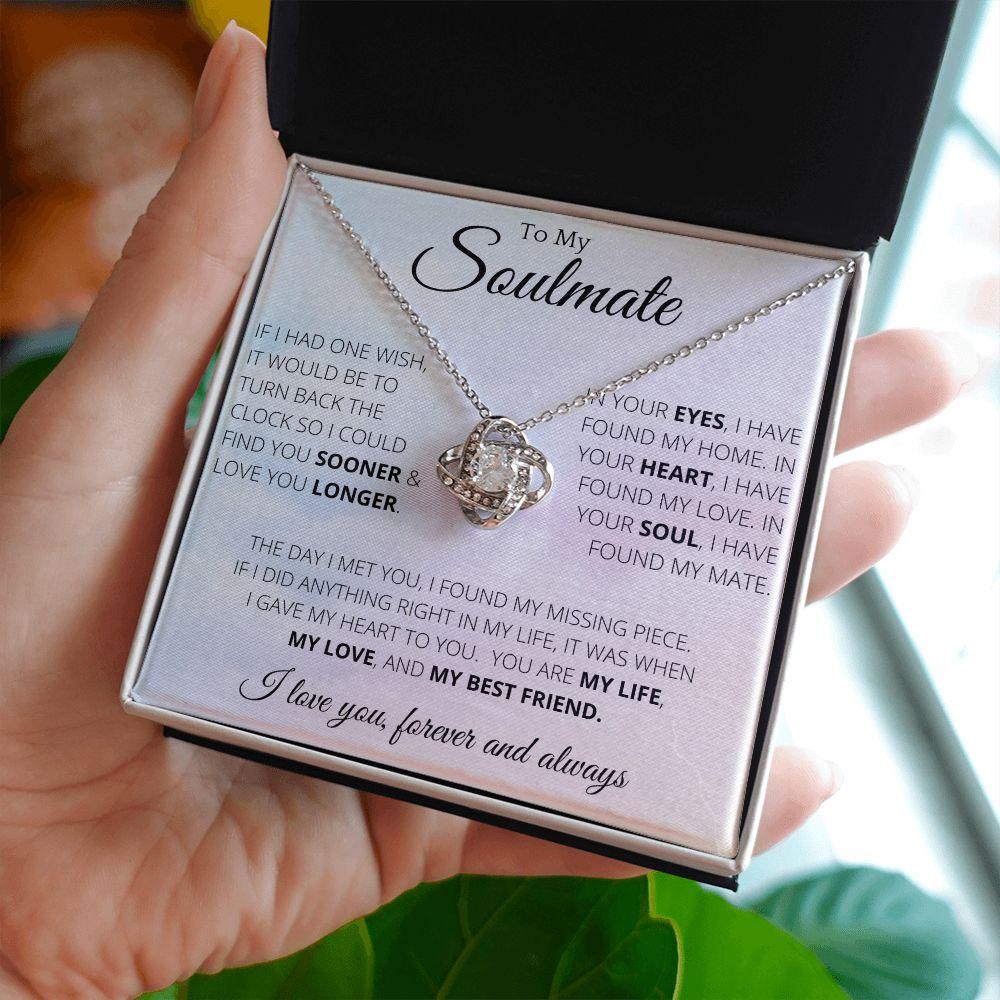 To My
Soulmate
IF I HAD ONE WISH,
IT WOULD BE TO
TURN BACK THE
CLOCK SO I COULD
FIND YOU SOONER &
LOVE YOU LONGER.
IN YOUR EYES, I HAVE
FOUND MY HOME. IN
YOUR HEART, I HAVE
FOUND MY LOVE. IN
YOUR SOUL, I HAVE
FOUND MY MATE.
THE DAY I MET YOU, I FOUND MY MISSING PIECE.
IF I DID ANYTHING RIGHT IN MY LIFE, IT WAS WHEN
I GAVE MY HEART TO YOU. YOU ARE MY LIFE,
MY LOVE, AND MY BEST FRIEND.
I love you, forever and always